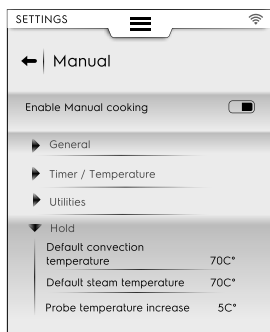 SETTINGS
Manual
Enable Manual cooking
General
Timer / Temperature
Utilities
Hold
Default convection
temperature 70C°
Default steam temperature 70C°
Probe temperature increase 5C°